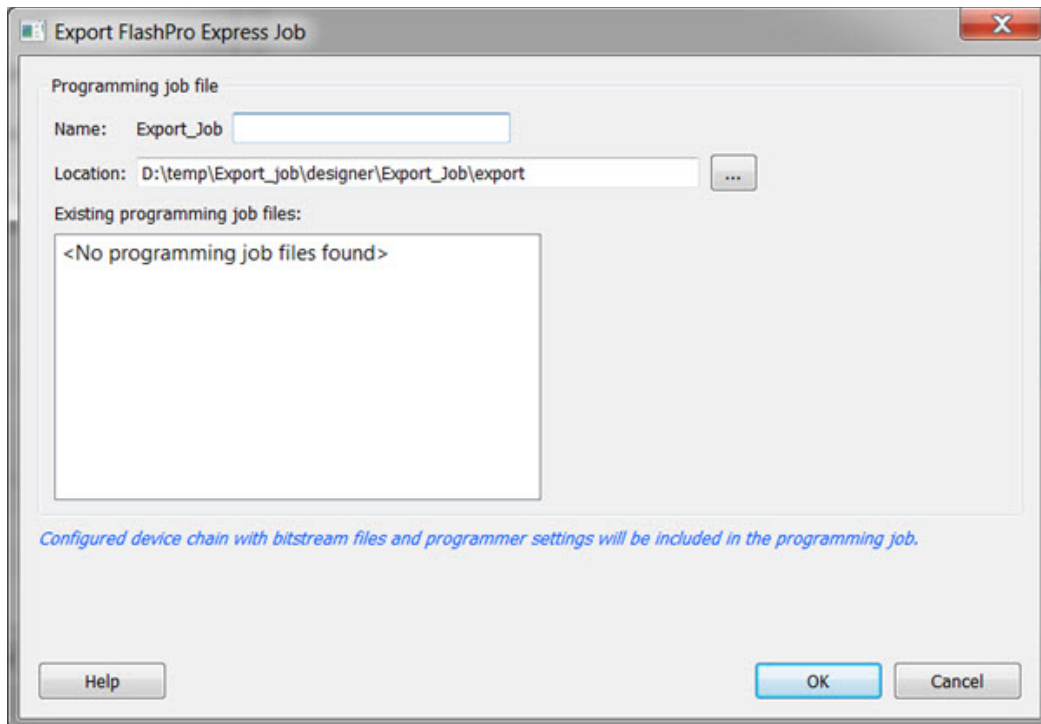 Export FlashPro Express Job
Programming job file
Name: Export_Job
Location: D:\temp\Export_job\designer\Export_Job\export ...
Existing programming job files:
<No programming job files found>
Configured device chain with bitstream files and programmer settings will be included in the programming job.
Help OK Cancel